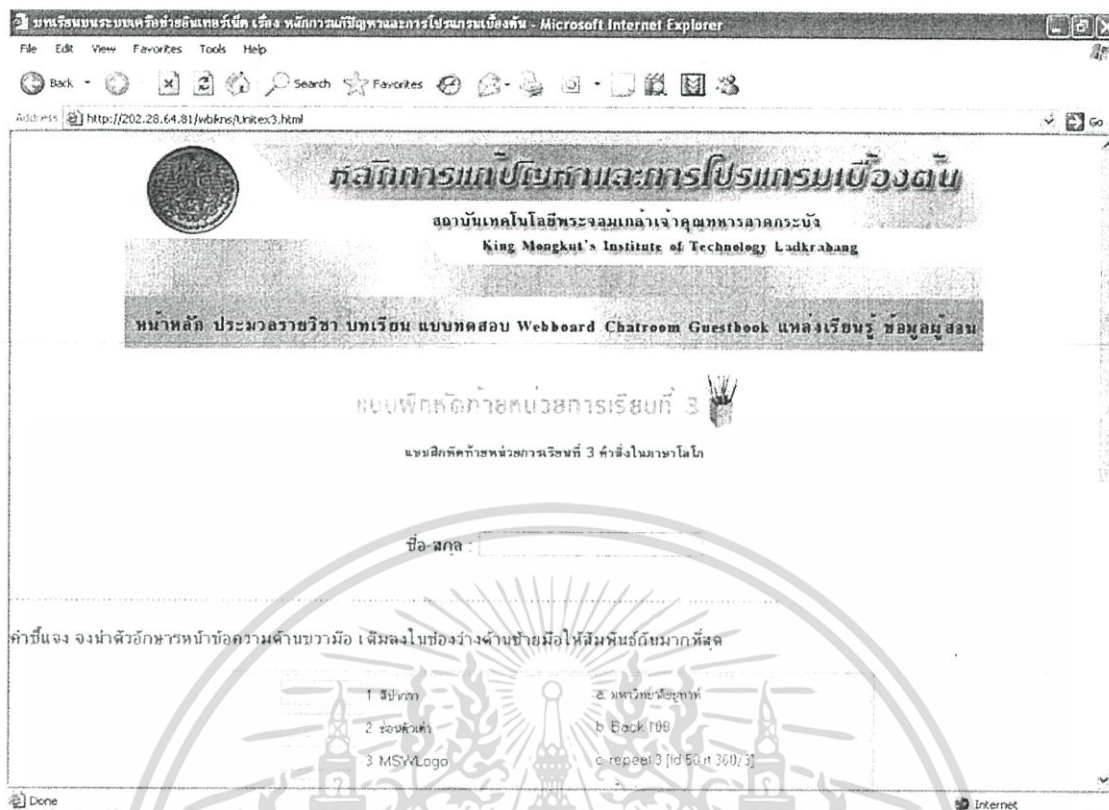 บทเรียนบนระบบเครือข่ายอินเทอร์เน็ต เรื่อง หลักการแก้ปัญหาและการโปรแกรมเบื้องต้น - Microsoft Internet Explorer
File Edit View Favorites Tools Help
Back Search Favorites
Address http://202.28.64.81/wbkns/Unitex3.html Go
หลักการแก้ปัญหาและการโปรแกรมเบื้องต้น
สถาบันเทคโนโลยีพระจอมเกล้าเจ้าคุณทหารลาดกระบัง
King Mongkut's Institute of Technology Ladkrabang
หน้าหลัก ประมวลรายวิชา บทเรียน แบบทดสอบ Webboard Chatroom Guestbook แหล่งเรียนรู้ ข้อมูลผู้สอน
แบบฝึกหัดท้ายหน่วยการเรียนที่ 3
แบบฝึกหัดท้ายหน่วยการเรียนที่ 3 คำสั่งในภาษาโลโก
ชื่อ-สกุล :
คำชี้แจง จงนำตัวอักษรหน้าข้อความด้านขวามือ เติมลงในช่องว่างด้านซ้ายมือให้สัมพันธ์กันมากที่สุด
1 สีปากกา a. มหาวิทยาลัย
2 ซ่อนตัวเต่า b. Back 100
3 MSWLogo c. repeat 3 [fd 50 rt 360/3]
Done Internet